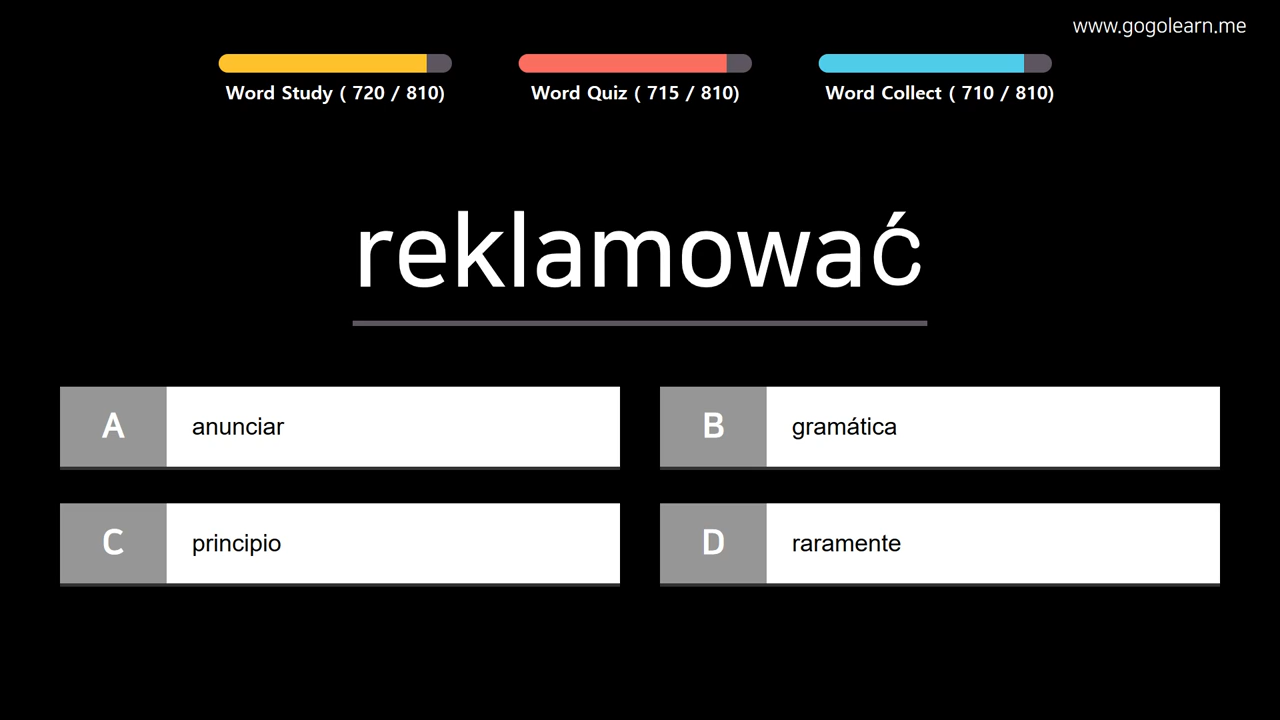 www.gogolearn.me
Word Study ( 720 / 810)
Word Quiz ( 715 / 810)
Word Collect ( 710 / 810)
reklamować
A anunciar
B gramática
C principio
D raramente